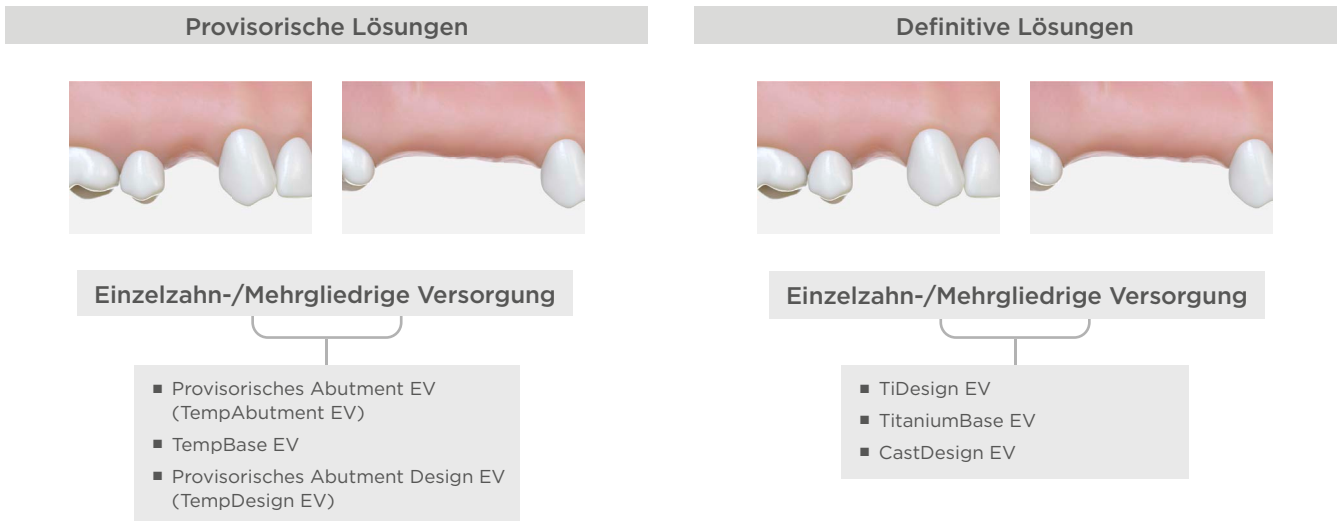 Provisorische Lösungen
Einzelzahn-/Mehrgliedrige Versorgung
■ Provisorisches Abutment EV
(TempAbutment EV)
■ TempBase EV
■ Provisorisches Abutment Design EV
(TempDesign EV)
Definitive Lösungen
Einzelzahn-/Mehrgliedrige Versorgung
■ TiDesign EV
■ TitaniumBase EV
■ CastDesign EV